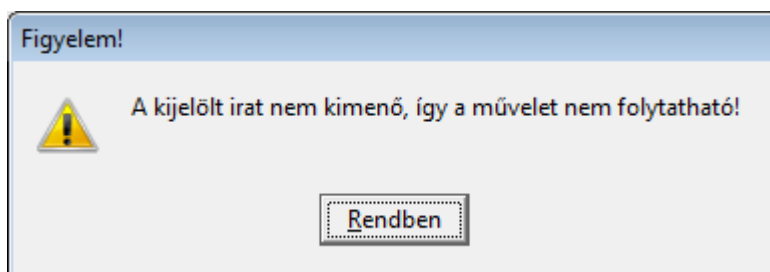 Figyelem!
A kijelölt irat nem kimenő, így a művelet nem folytatható!
Rendben